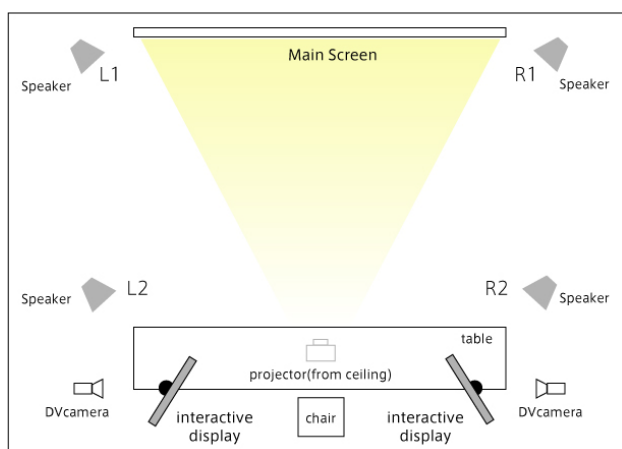 Main Screen
L1
R1
Speaker
Speaker
L2
R2
Speaker
Speaker
table
projector(from ceiling)
DVcamera
interactive
display
chair
interactive
display
DVcamera